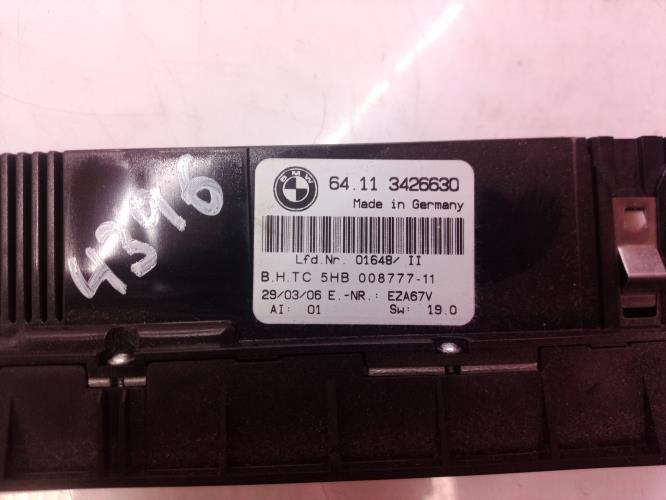 4396
BMW
64.11 3426630
Made in Germany
Lfd.Nr. 01648/ II
B.H.TC 5HB 008777-11
29/03/06 E.-NR.: EZA67V
AI: 01 Sw: 19.0